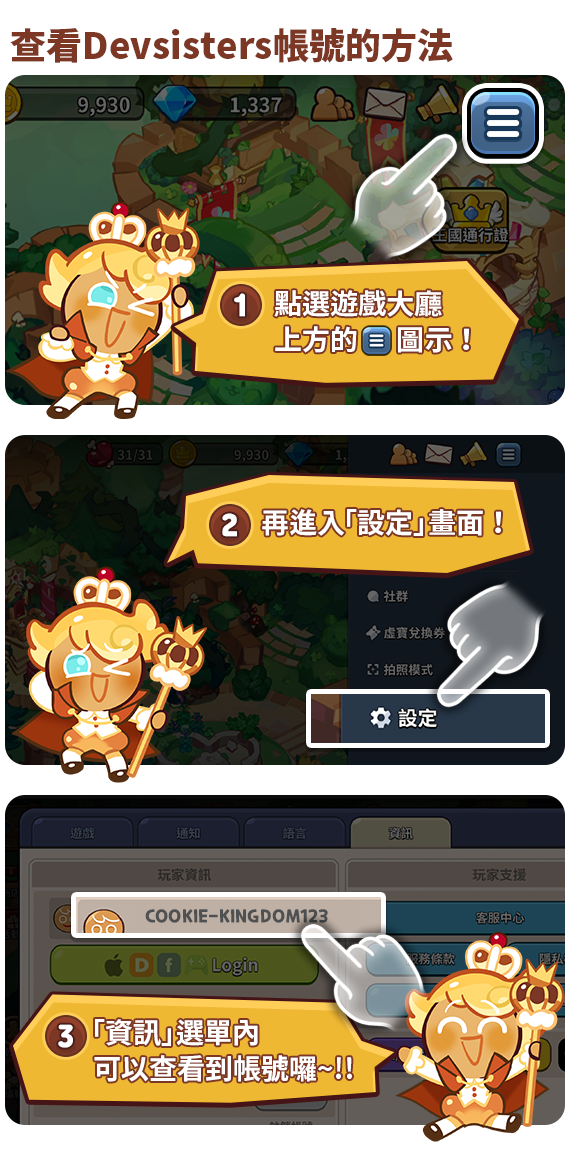 查看Devsisters帳號的方法
9,930
1,337
王國通行證
1 點選遊戲大廳
上方的 圖示！
31/31
9,930
1,
2 再進入「設定」畫面！
社群
虛寶兌換券
拍照模式
設定
遊戲
通知
語言
資訊
玩家資訊
玩家支援
COOKIE-KINGDOM123
客服中心
服務條款
隱私
Login
3 「資訊」選單內
可以查看到帳號囉~!!